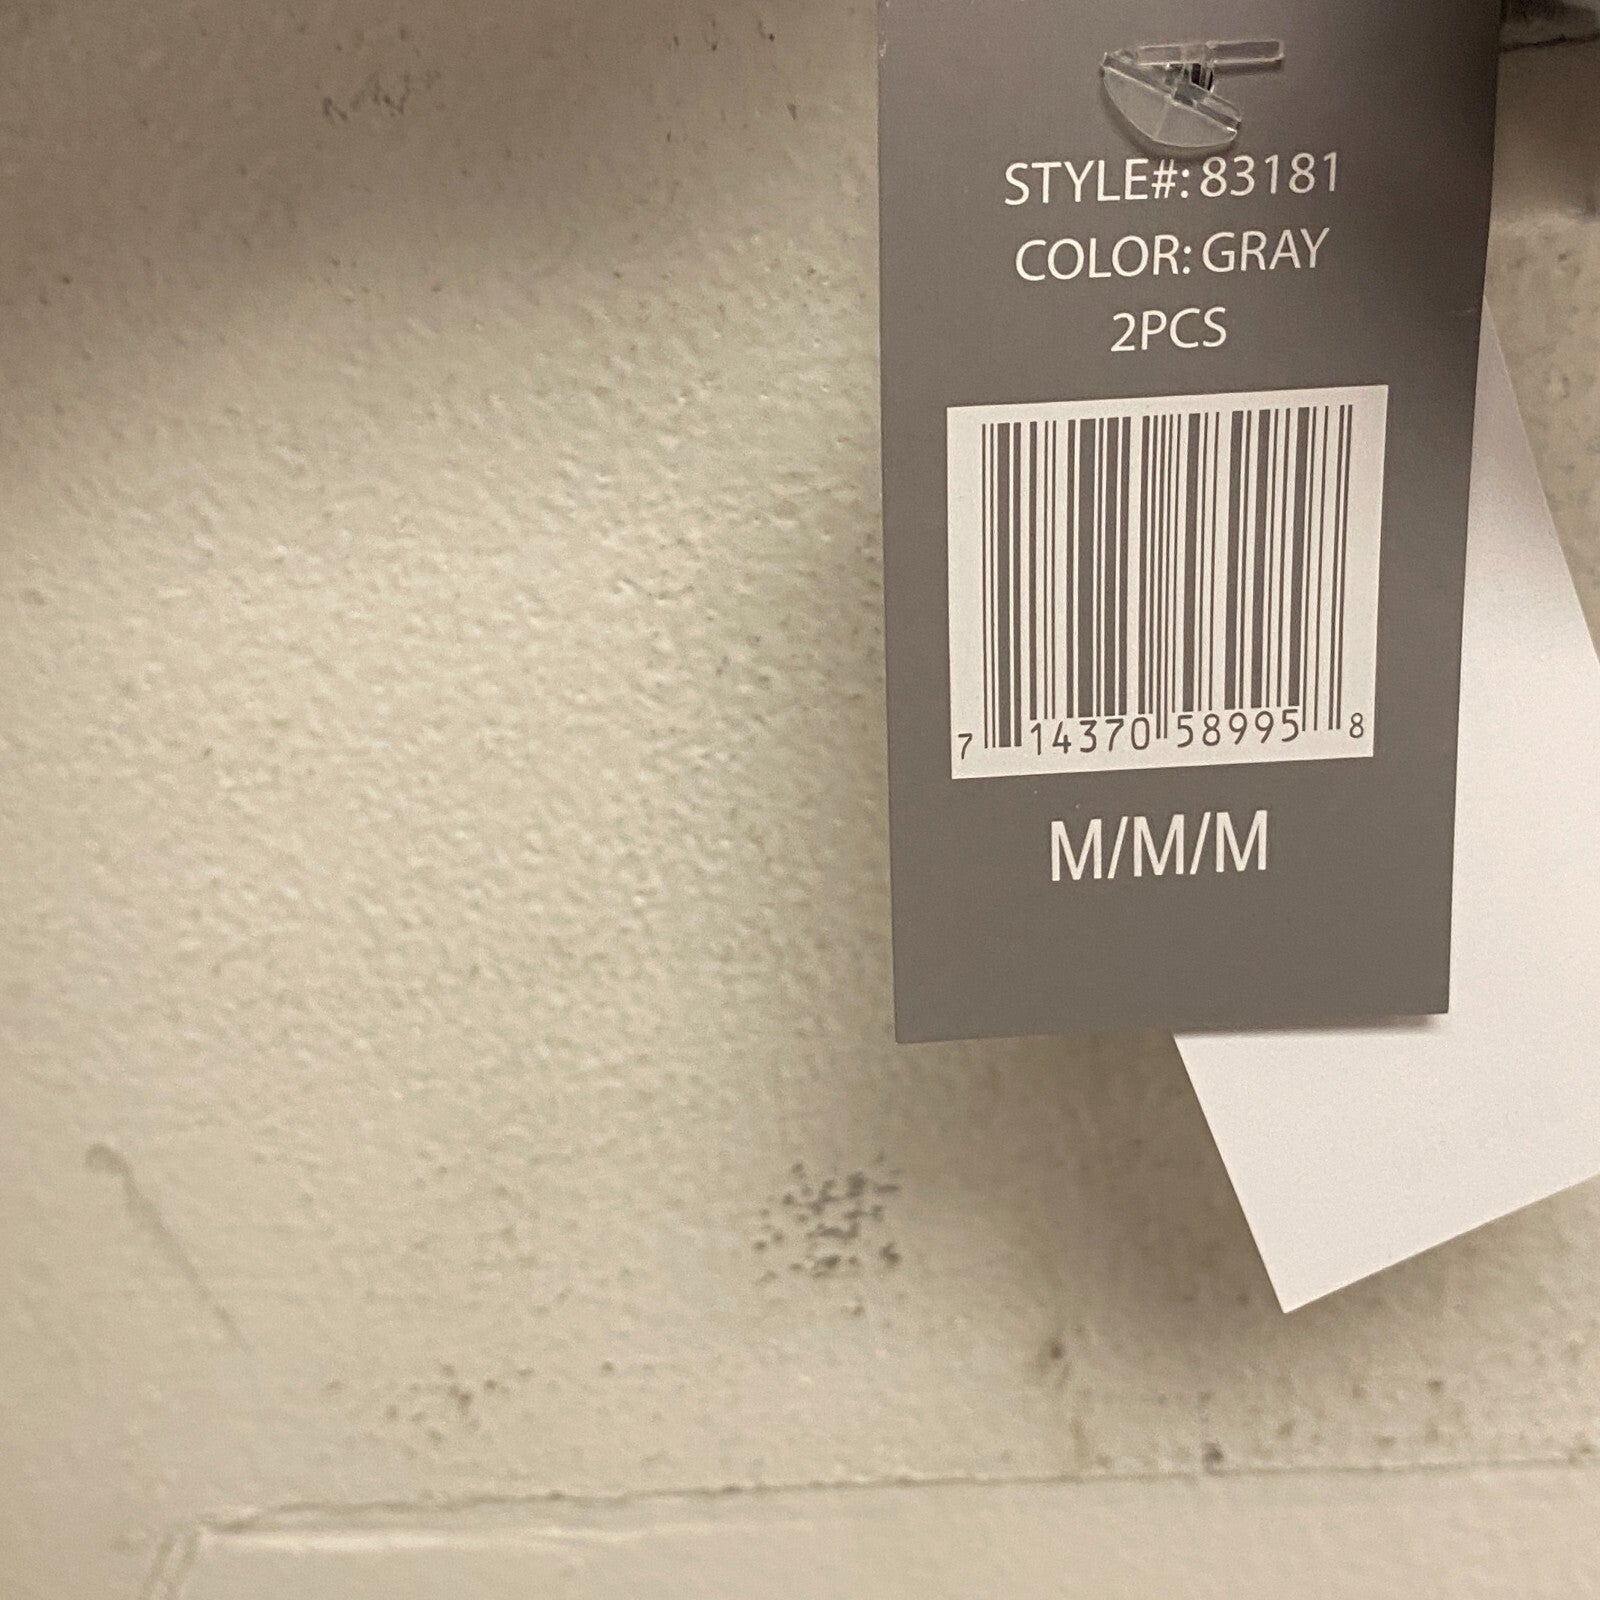 STYLE#: 83181
COLOR: GRAY
2PCS
7 14370 58995 8
M/M/M